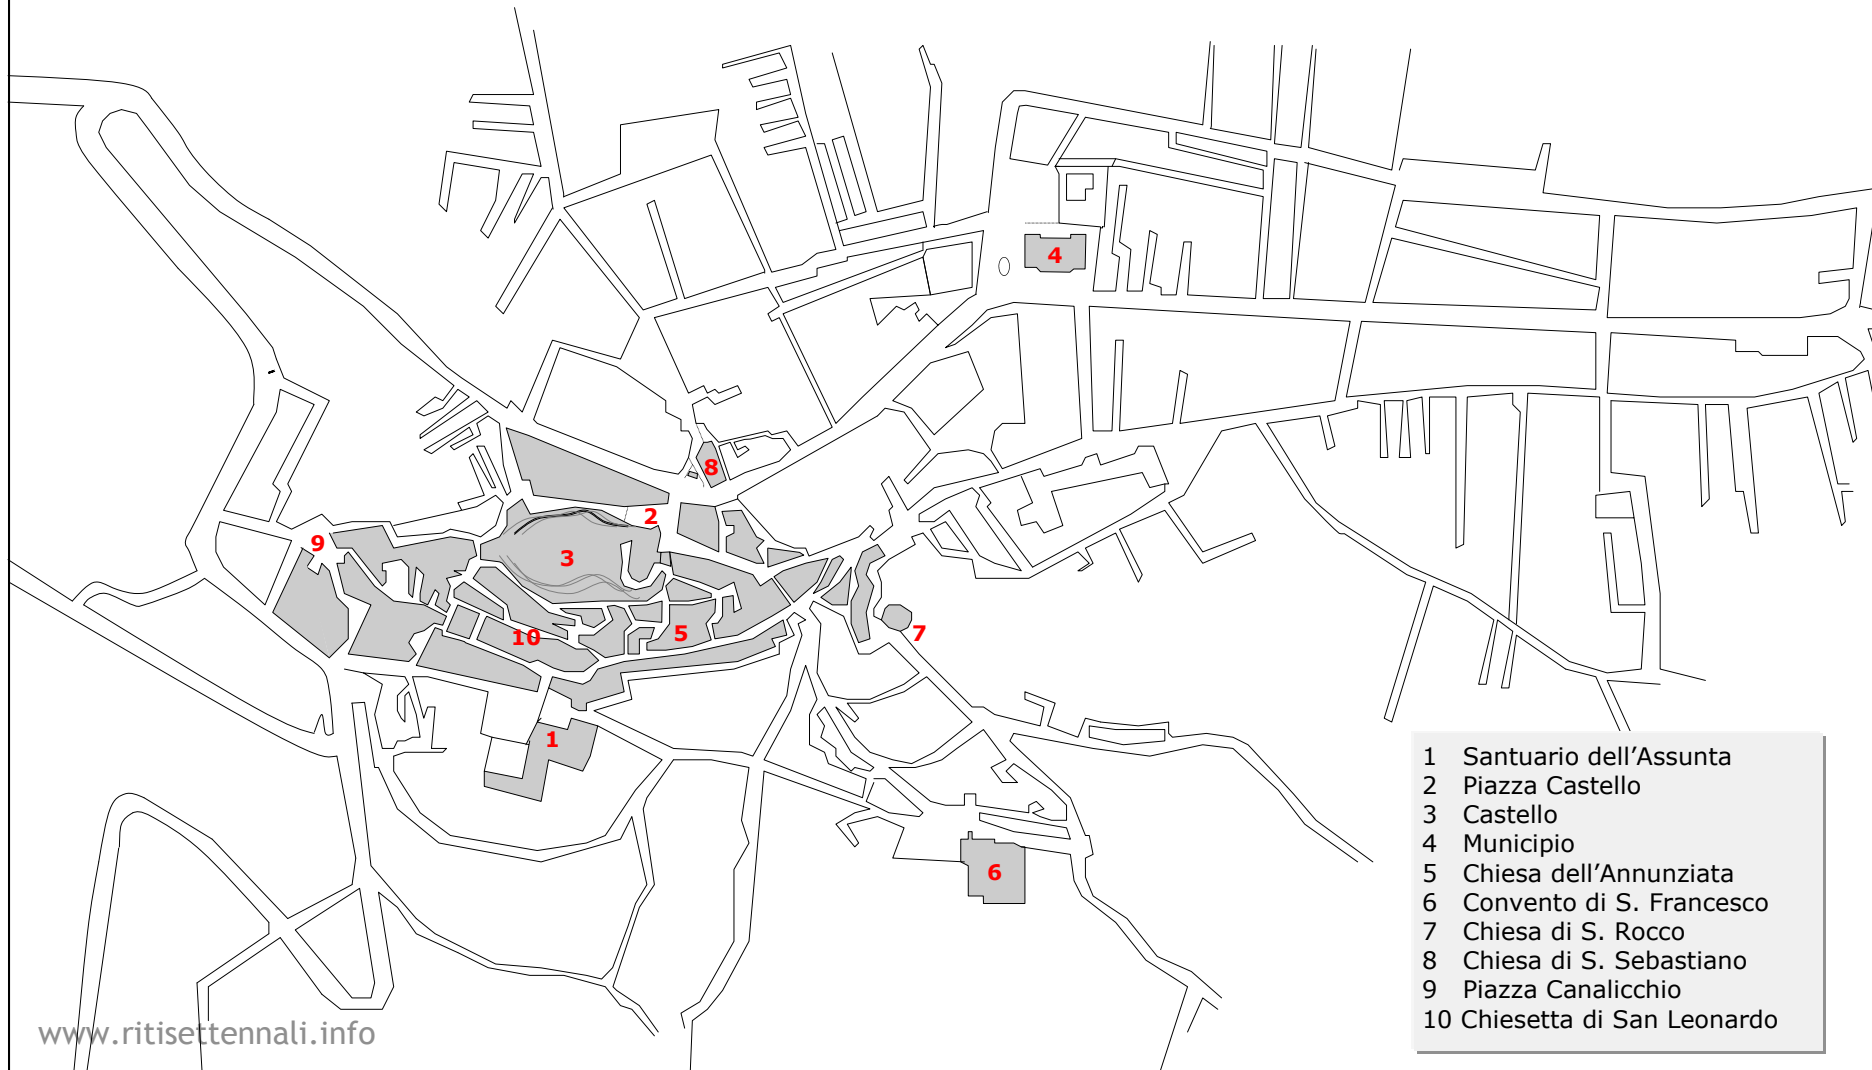 4
8
2
9
3
10
5
7
1
6
1 Santuario dell'Assunta
2 Piazza Castello
3 Castello
4 Municipio
5 Chiesa dell'Annunziata
6 Convento di S. Francesco
7 Chiesa di S. Rocco
8 Chiesa di S. Sebastiano
9 Piazza Canalicchio
10 Chiesetta di San Leonardo
www.ritisettennali.info